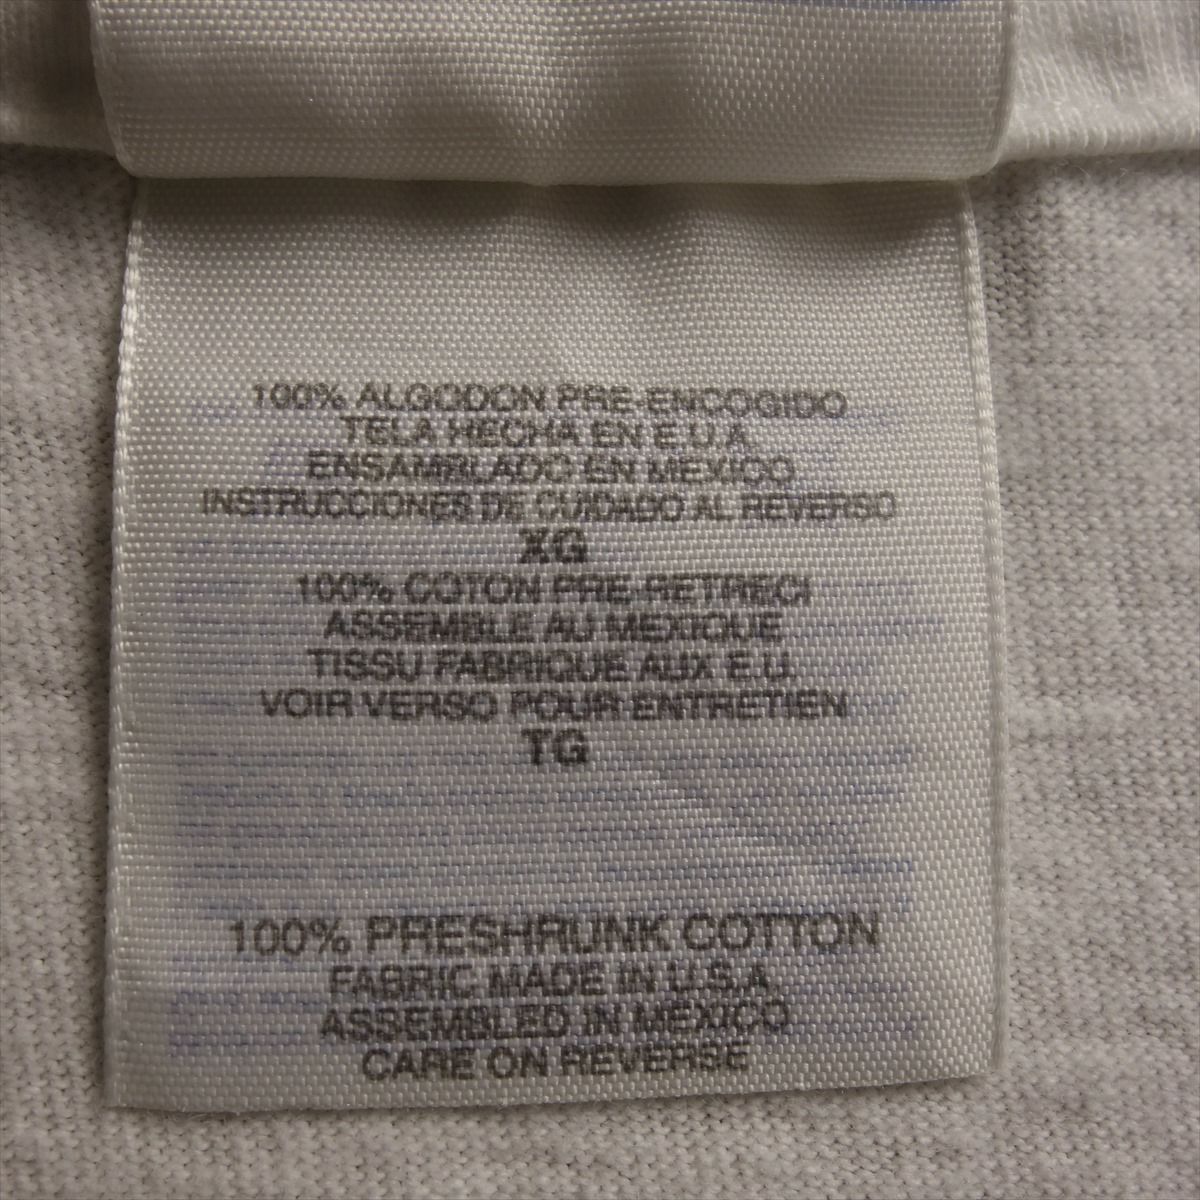 100% ALGODON PRE-ENCOGIDO
TELA HECHA EN E.U.A.
ENSAMBLADO EN MEXICO
INSTRUCCIONES DE CUIDADO AL REVERSO
XG
100% COTON PRE-RETRECI
ASSEMBLE AU MEXIQUE
TISSU FABRIQUE AUX E.U.
VOIR VERSO POUR ENTRETIEN
TG
100% PRESHRUNK COTTON
FABRIC MADE IN U.S.A
ASSEMBLED IN MEXICO
CARE ON REVERSE